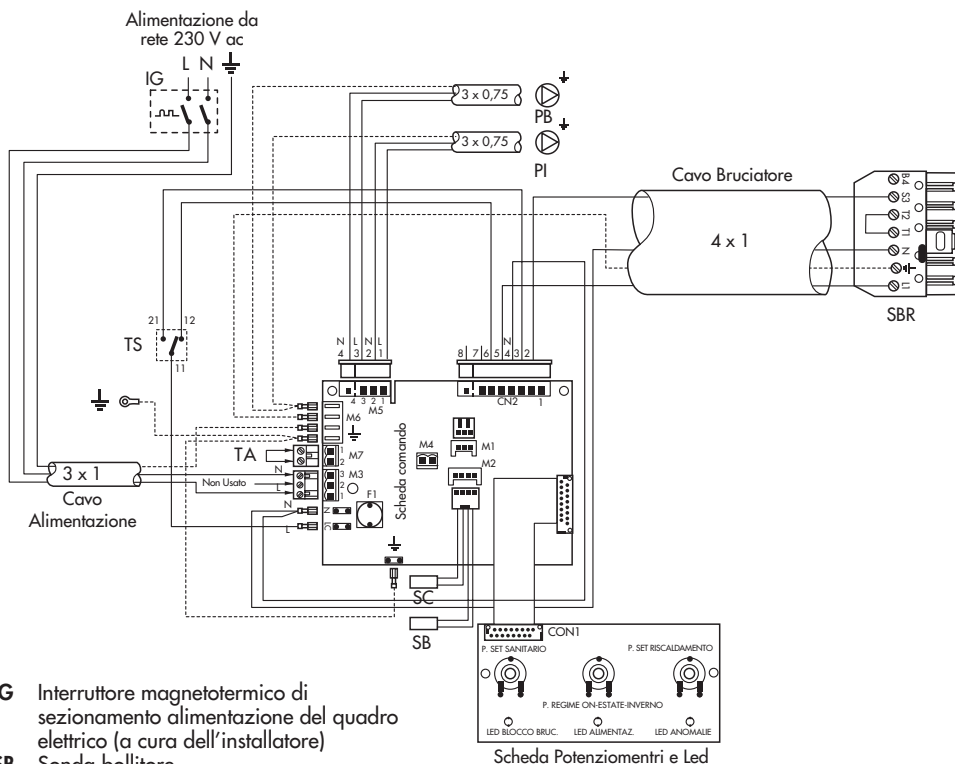 Alimentazione da
rete 230 V ac
L N
IG
3 x 0,75
PB
3 x 0,75
PI
Cavo Bruciatore
4 x 1
B4
S3
T2
T1
N
L1
SBR
21 12
TS
11
N L N L
4 3 2 1
N
8 7 6 5 4 3 2
4 3 2 1
M5
CN2 1
M6
TA
1
2
M7
M4
M1
M2
Scheda comando
N
Non Usato
L
3
2
1
M3
F1
N
N
L
3 x 1
Cavo
Alimentazione
SC
SB
CON1
P. SET SANITARIO
P. SET RISCALDAMENTO
P. REGIME ON-ESTATE-INVERNO
LED BLOCCO BRUC.
LED ALIMENTAZ.
LED ANOMALIE
Scheda Potenziomentri e Led
G Interruttore magnetotermico di
sezionamento alimentazione del quadro
elettrico (a cura dell'installatore)